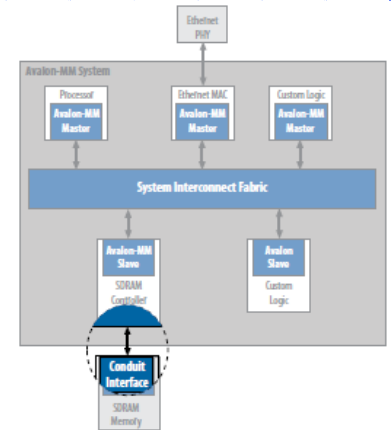 Ethernet
PHY
Avalon-MM System
Processor
Avalon-MM
Master
Ethernet MAC
Avalon-MM
Master
Custom Logic
Avalon-MM
Master
System Interconnect Fabric
Avalon-MM
Slave
SDRAM
Controller
Avalon
Slave
Custom
Logic
Conduit
Interface
SDRAM
Memory